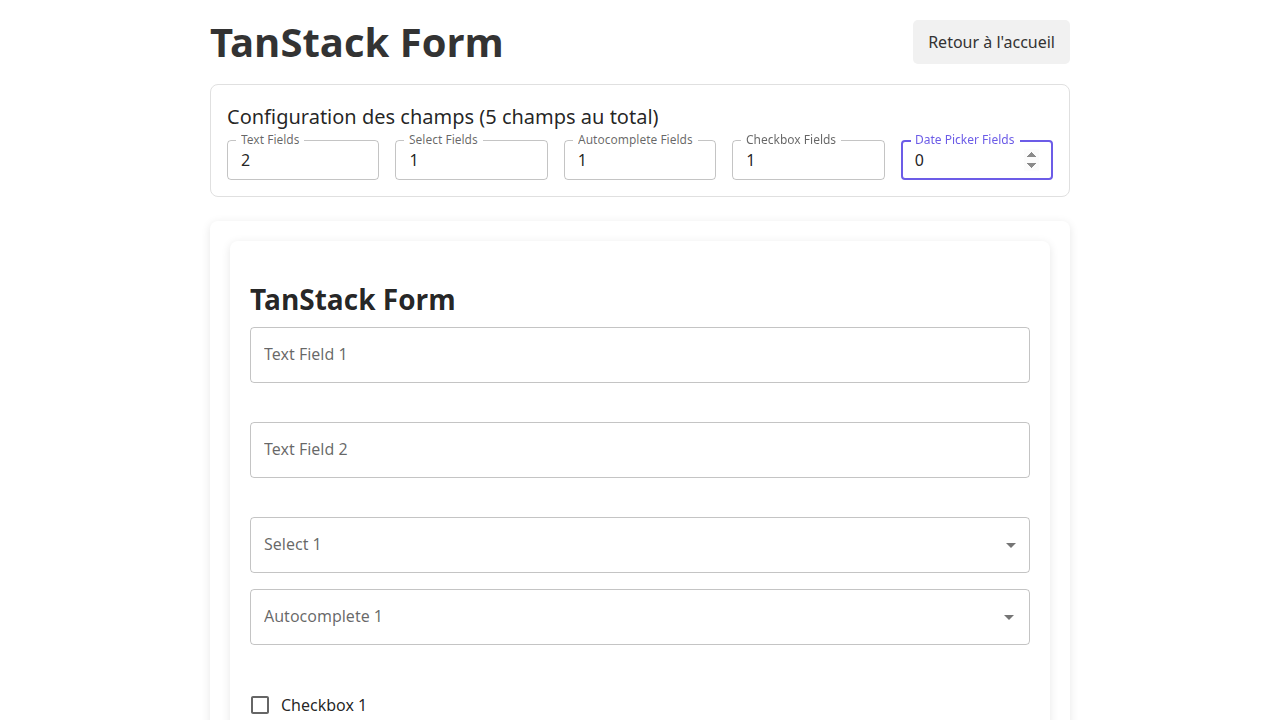 TanStack Form
Retour à l'accueil
Configuration des champs (5 champs au total)
Text Fields
2
Select Fields
1
Autocomplete Fields
1
Checkbox Fields
1
Date Picker Fields
0
TanStack Form
Text Field 1
Text Field 2
Select 1
Autocomplete 1
Checkbox 1